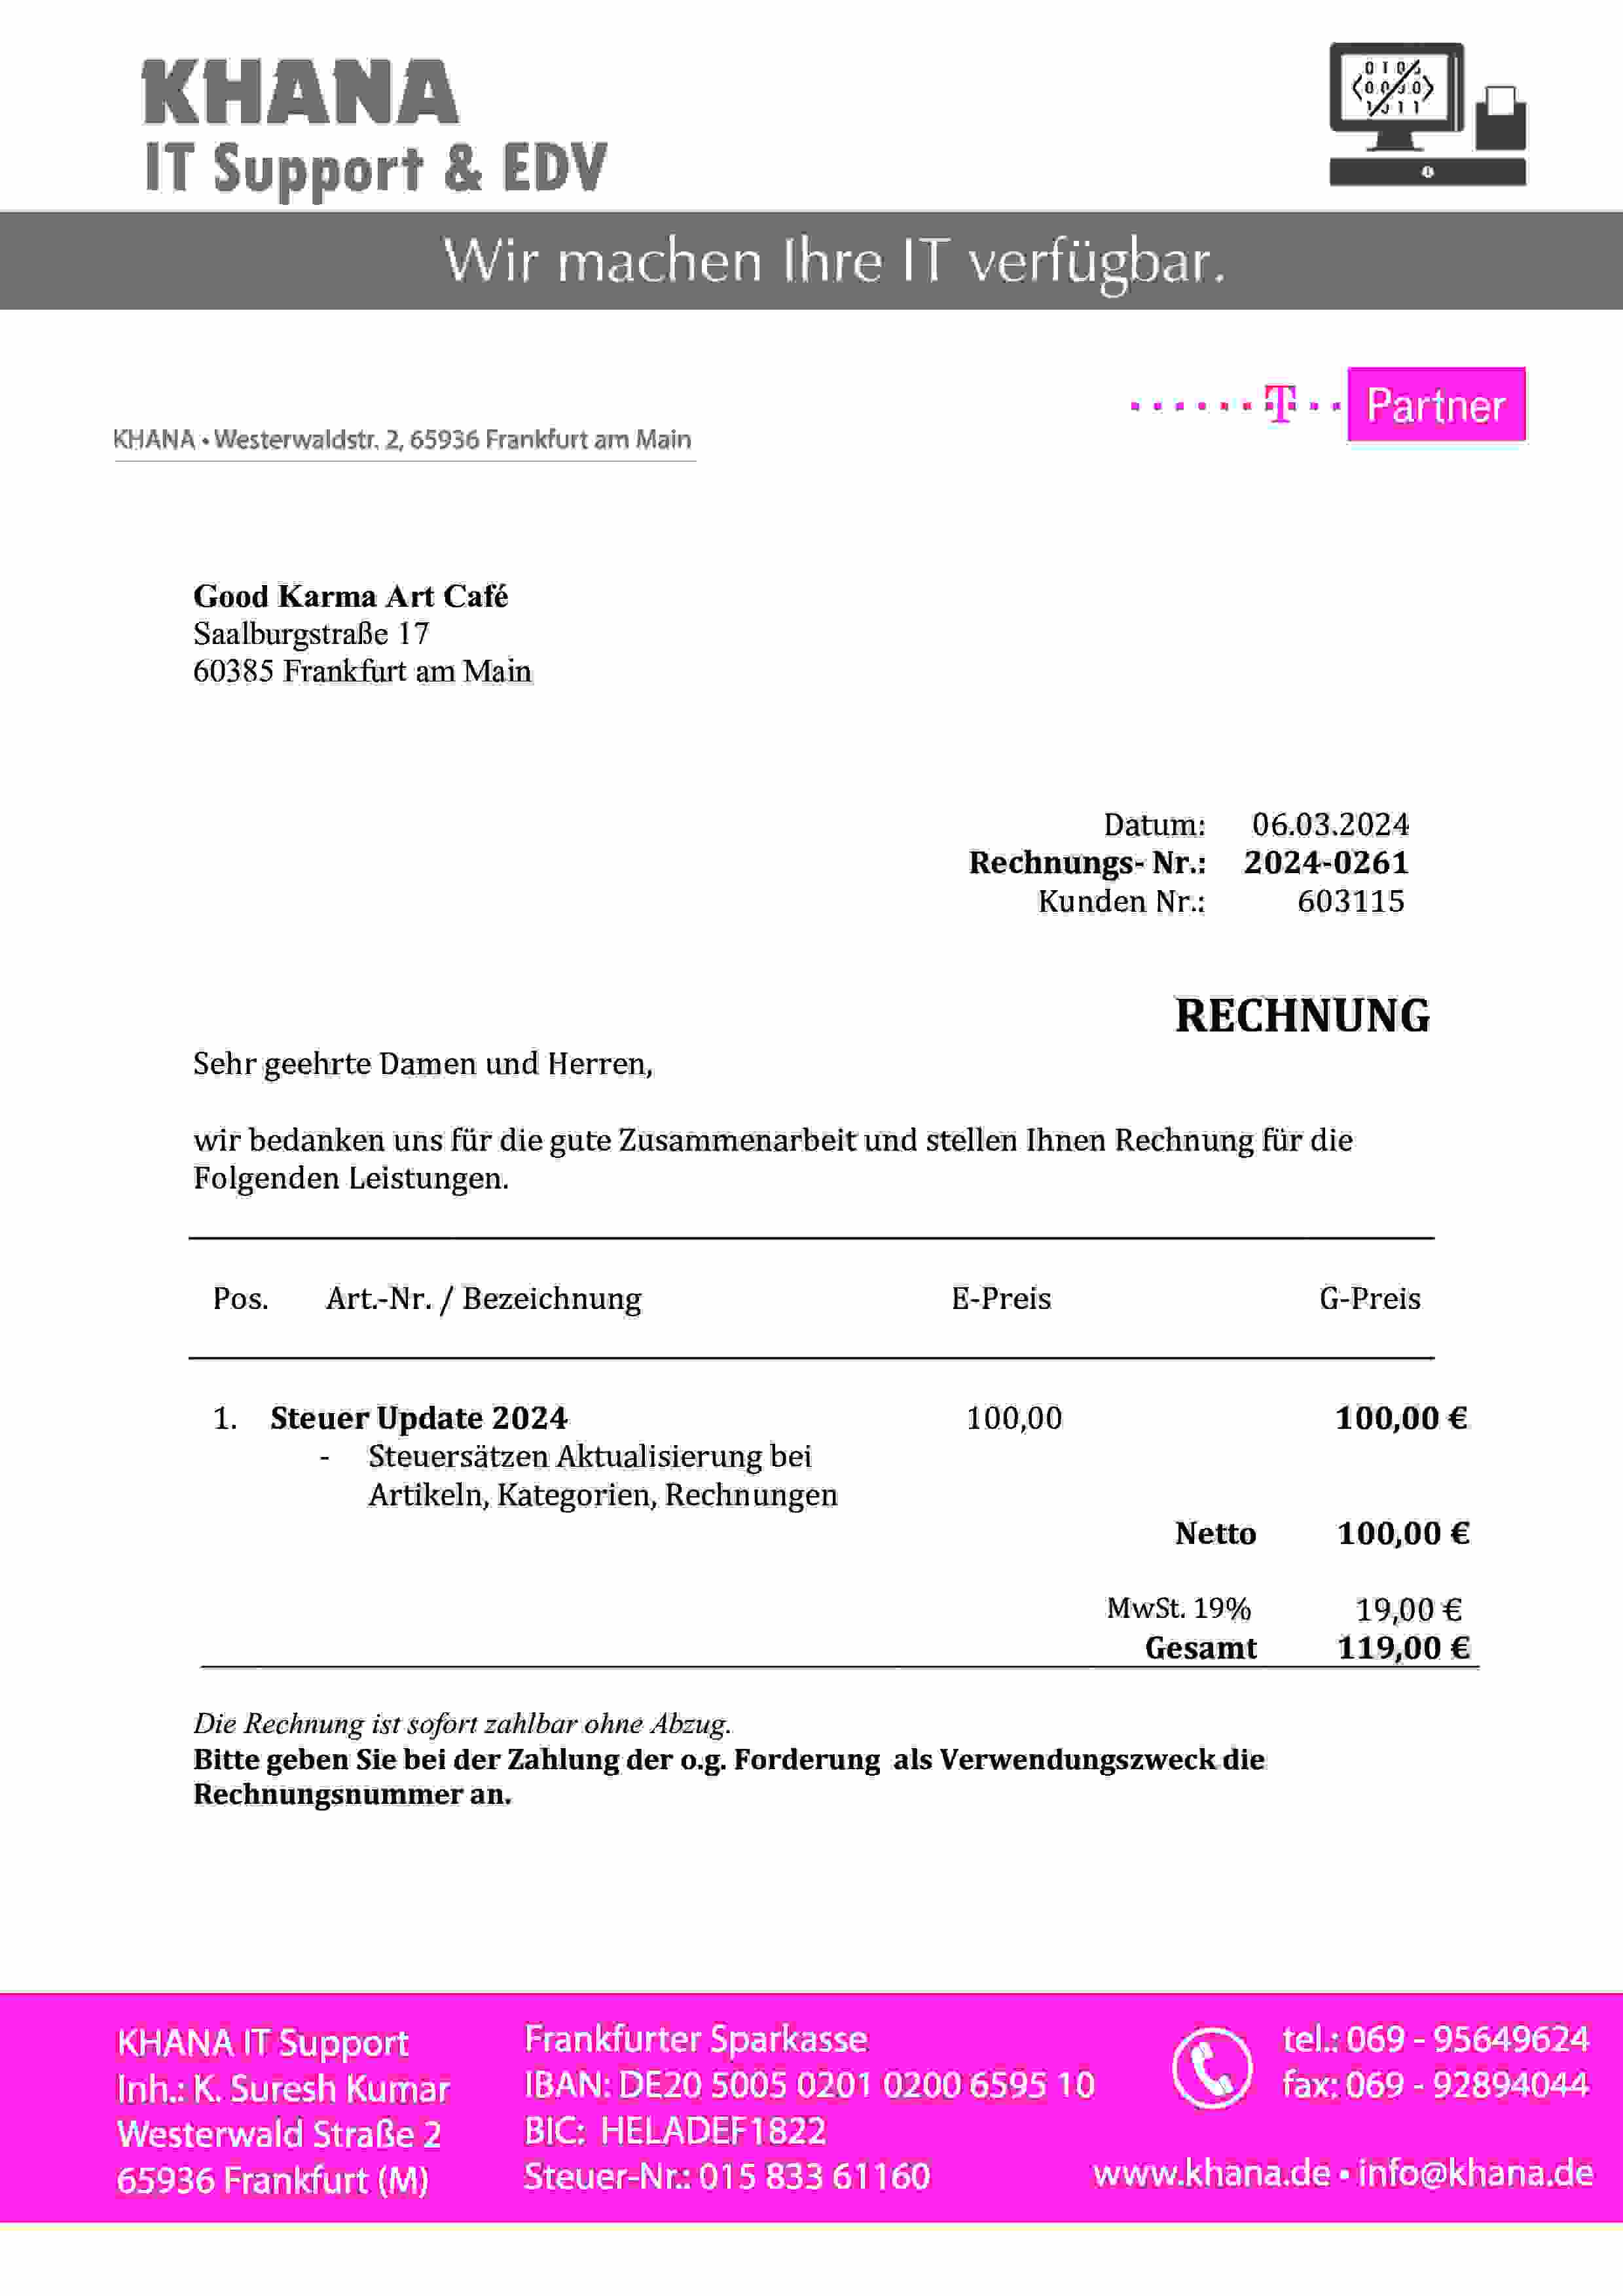 KHANA
IT Support & EDV
Wir machen Ihre IT verfügbar.
T Partner
KHANA • Westerwaldstr. 2, 65936 Frankfurt am Main
Good Karma Art Café
Saalburgstraße 17
60385 Frankfurt am Main
Datum: 06.03.2024
Rechnungs- Nr.: 2024-0261
Kunden Nr.: 603115
RECHNUNG
Sehr geehrte Damen und Herren,
wir bedanken uns für die gute Zusammenarbeit und stellen Ihnen Rechnung für die
Folgenden Leistungen.
Pos. Art.-Nr. / Bezeichnung E-Preis G-Preis
1. Steuer Update 2024 100,00 100,00 €
- Steuersätzen Aktualisierung bei
Artikeln, Kategorien, Rechnungen
Netto 100,00 €
MwSt. 19% 19,00 €
Gesamt 119,00 €
Die Rechnung ist sofort zahlbar ohne Abzug.
Bitte geben Sie bei der Zahlung der o.g. Forderung als Verwendungszweck die
Rechnungsnummer an.
KHANA IT Support
Inh.: K. Suresh Kumar
Westerwald Straße 2
65936 Frankfurt (M)
Frankfurter Sparkasse
IBAN: DE20 5005 0201 0200 6595 10
BIC: HELADEF1822
Steuer-Nr.: 015 833 61160
tel.: 069 - 95649624
fax: 069 - 92894044
www.khana.de • info@khana.de